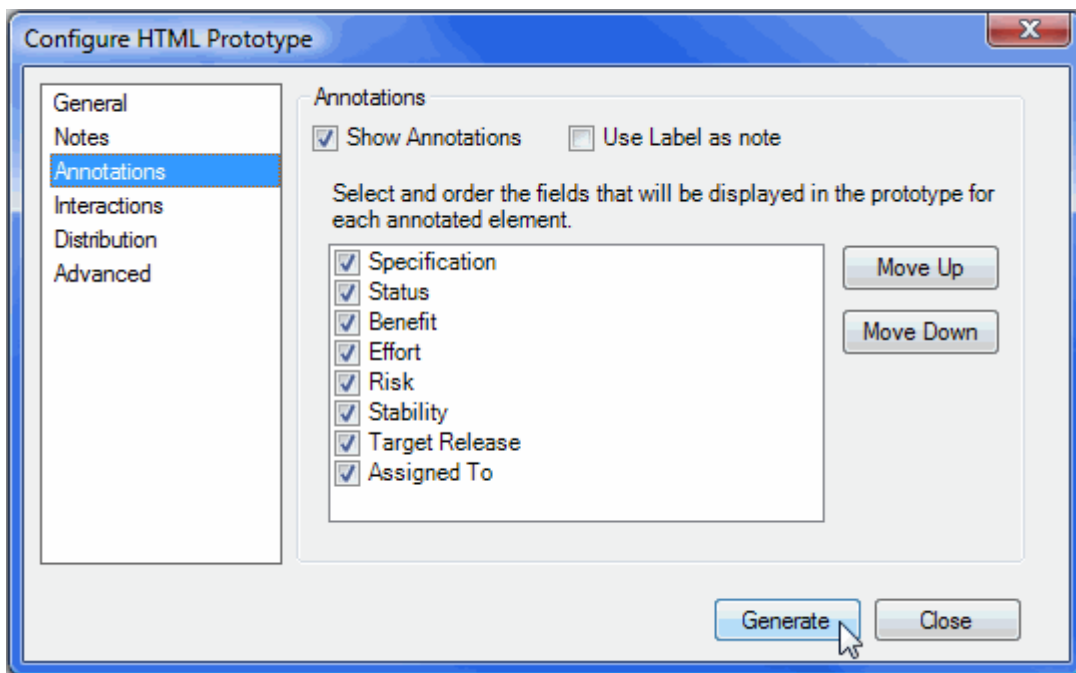 Configure HTML Prototype
General
Notes
Annotations
Interactions
Distribution
Advanced
Annotations
Show Annotations
Use Label as note
Select and order the fields that will be displayed in the prototype for
each annotated element.
Specification
Status
Benefit
Effort
Risk
Stability
Target Release
Assigned To
Move Up
Move Down
Generate
Close